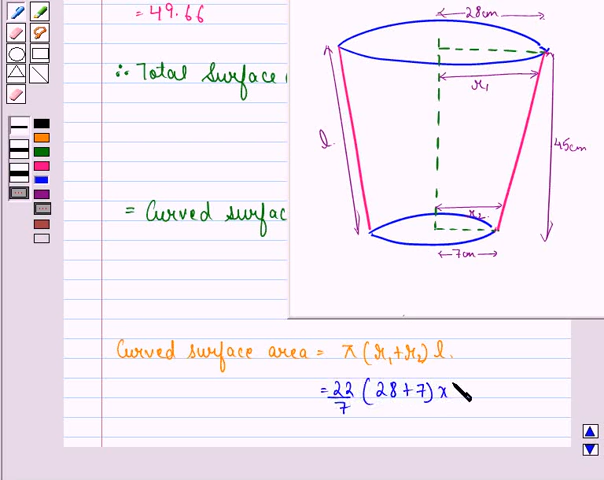 = 49.66
∴ Total Surface
= Curved surfac
28cm
r₁
l
45cm
r₂
7cm
Curved surface area = π (r₁+r₂) l.
= 22/7 (28+7) x